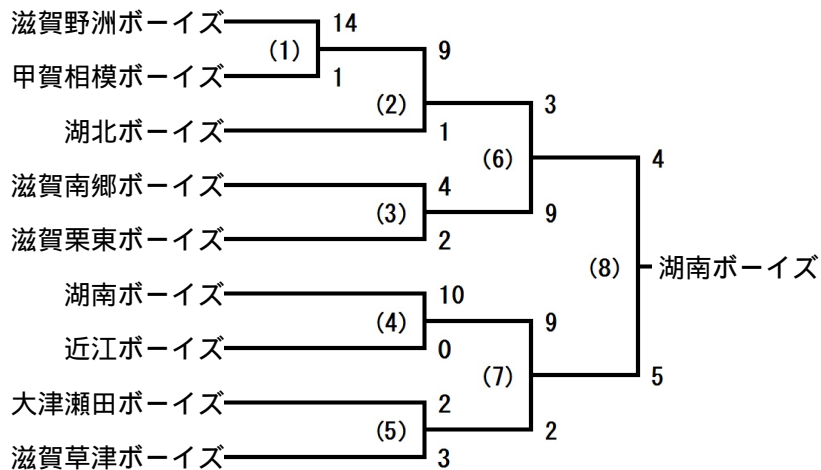 滋賀野洲ボーイズ 14
(1) 9
甲賀相模ボーイズ 1
(2) 3
湖北ボーイズ 1
(6) 4
滋賀南郷ボーイズ 4
(3) 9
滋賀栗東ボーイズ 2
(8) 湖南ボーイズ
湖南ボーイズ 10
(4) 9
近江ボーイズ 0
(7) 5
大津瀬田ボーイズ 2
(5) 2
滋賀草津ボーイズ 3